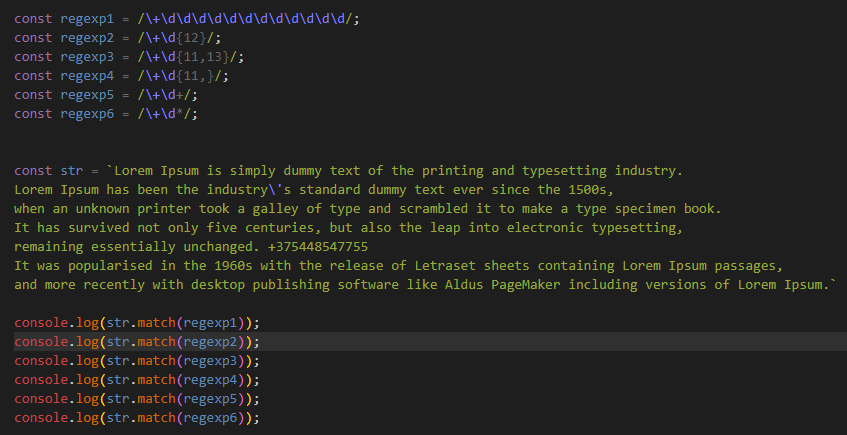 const regexp1 = /\+\d\d\d\d\d\d\d\d\d\d\d\d/;
const regexp2 = /\+\d{12}/;
const regexp3 = /\+\d{11,13}/;
const regexp4 = /\+\d{11,}/;
const regexp5 = /\+\d+/;
const regexp6 = /\+\d*/;
const str = `Lorem Ipsum is simply dummy text of the printing and typesetting industry.
Lorem Ipsum has been the industry\'s standard dummy text ever since the 1500s,
when an unknown printer took a galley of type and scrambled it to make a type specimen book.
It has survived not only five centuries, but also the leap into electronic typesetting,
remaining essentially unchanged. +375448547755
It was popularised in the 1960s with the release of Letraset sheets containing Lorem Ipsum passages,
and more recently with desktop publishing software like Aldus PageMaker including versions of Lorem Ipsum.`
console.log(str.match(regexp1));
console.log(str.match(regexp2));
console.log(str.match(regexp3));
console.log(str.match(regexp4));
console.log(str.match(regexp5));
console.log(str.match(regexp6));